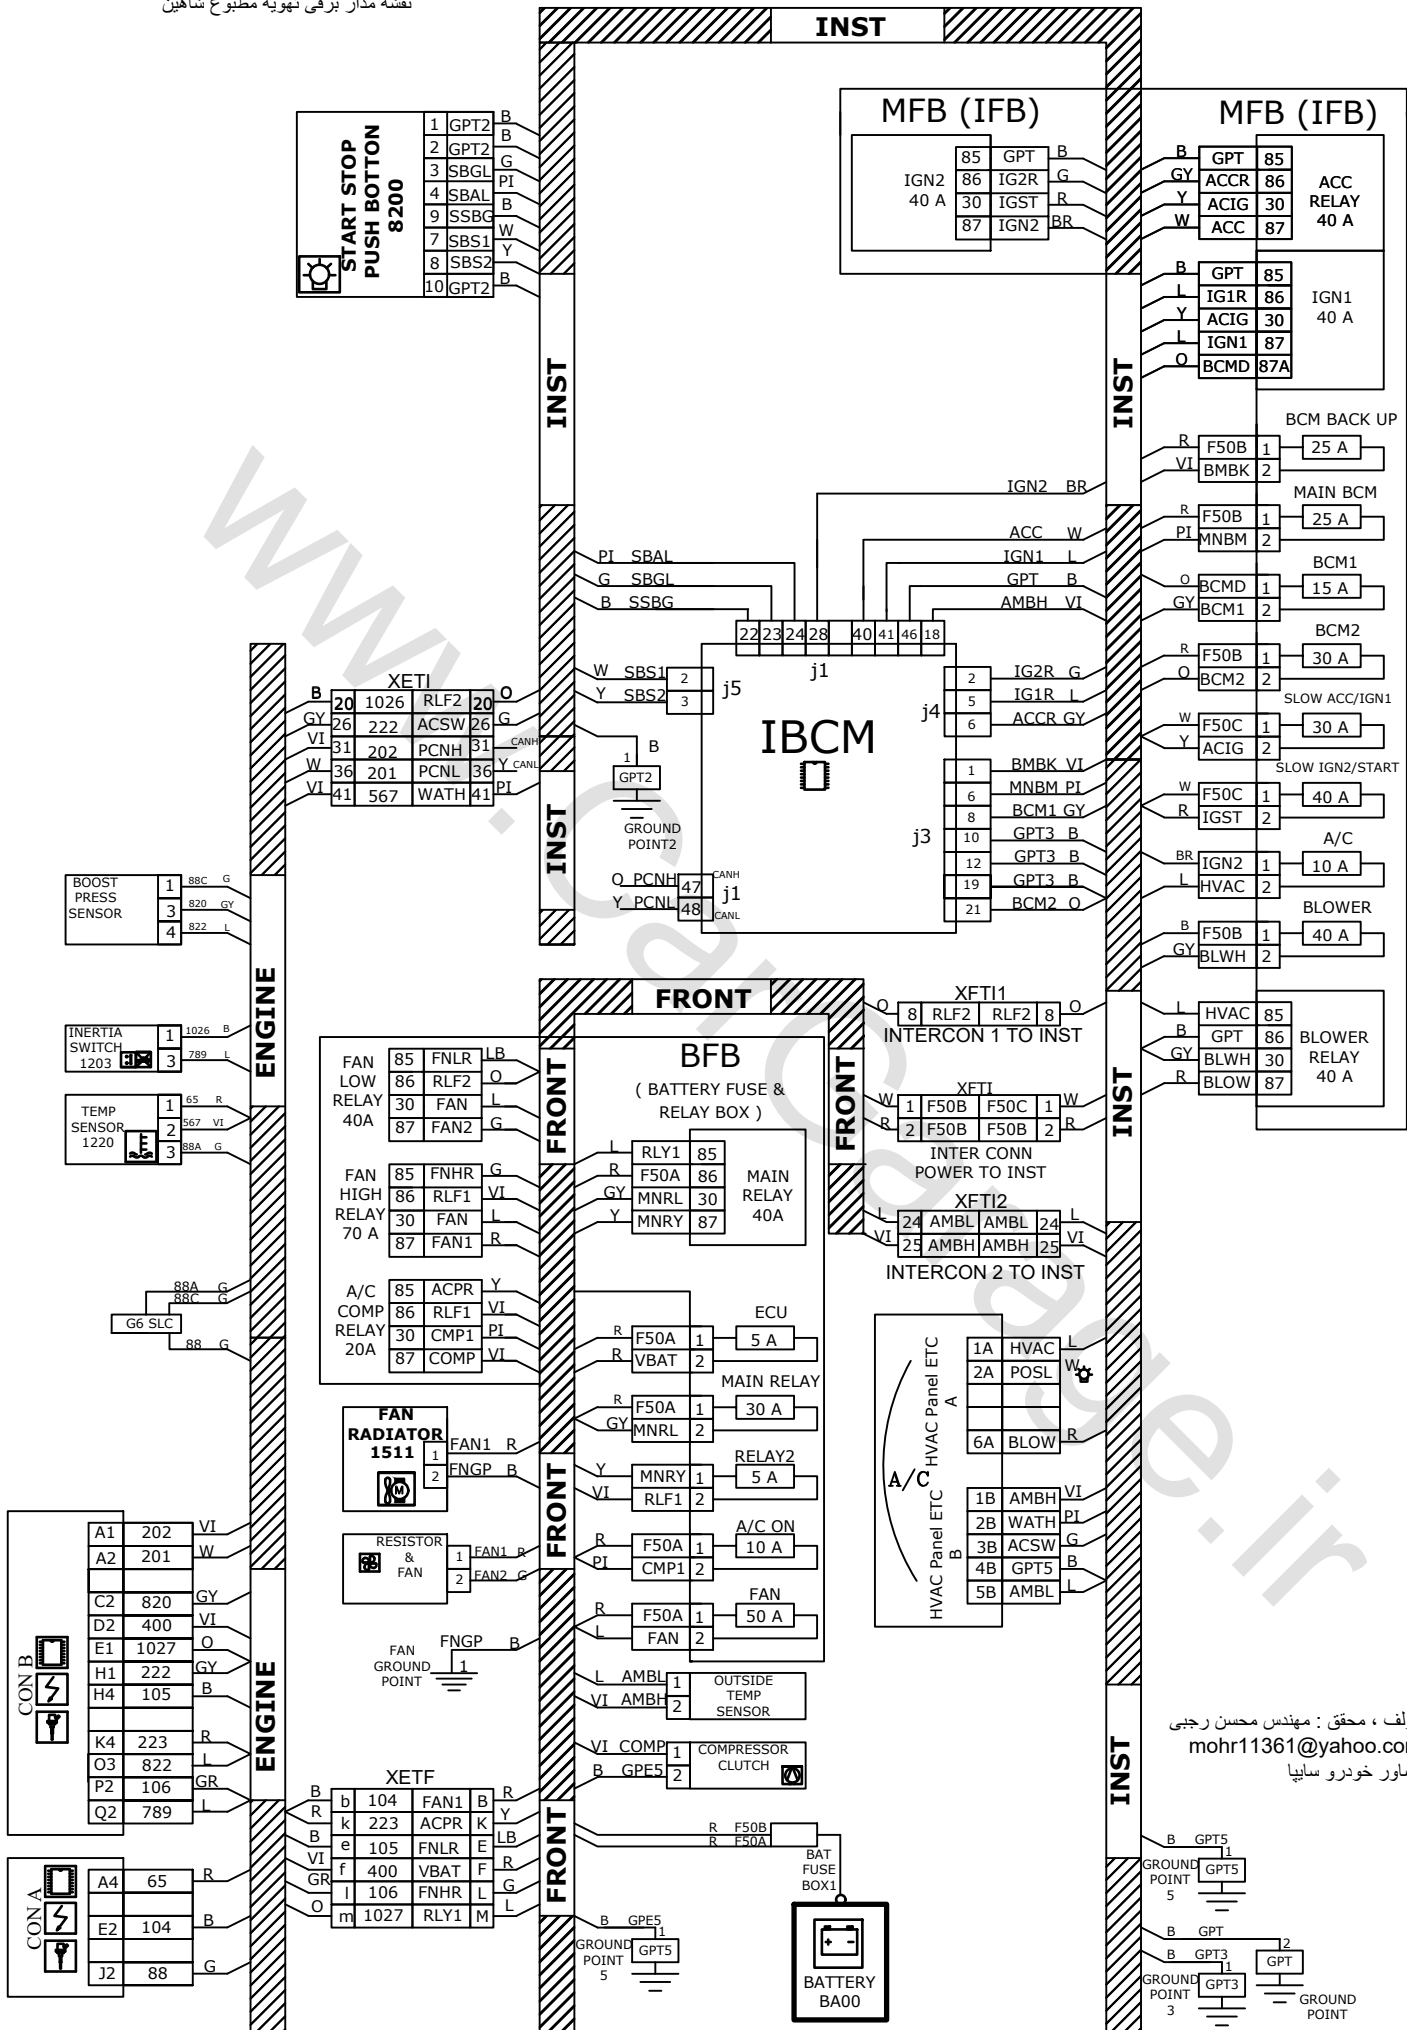 نقشه مدار برقی تهویه مطبوع شاهین
INST
START STOP
PUSH BOTTON
8200
1 GPT2 B
2 GPT2 B
3 SBGL G
4 SBAL PI
9 SSBG B
7 SBS1 W
8 SBS2 Y
10 GPT2 B
MFB (IFB)
IGN2
40 A
85 GPT B
86 IG2R G
30 IGST R
87 IGN2 BR
MFB (IFB)
B GPT 85
GY ACCR 86
Y ACIG 30
W ACC 87
ACC
RELAY
40 A
B GPT 85
L IG1R 86
Y ACIG 30
L IGN1 87
O BCMD 87A
IGN1
40 A
INST
INST
BCM BACK UP
R F50B 1 25 A
VI BMBK 2
MAIN BCM
R F50B 1 25 A
PI MNBM 2
BCM1
O BCMD 1 15 A
GY BCM1 2
BCM2
R F50B 1 30 A
O BCM2 2
SLOW ACC/IGN1
W F50C 1 30 A
Y ACIG 2
SLOW IGN2/START
W F50C 1 40 A
R IGST 2
A/C
BR IGN2 1 10 A
L HVAC 2
BLOWER
B F50B 1 40 A
GY BLWH 2
L HVAC 85
B GPT 86
GY BLWH 30
R BLOW 87
BLOWER
RELAY
40 A
IGN2 BR
ACC W
IGN1 L
GPT B
AMBH VI
PI SBAL
G SBGL
B SSBG
22 23 24 28 40 41 46 18
j1
W SBS1 2
Y SBS2 3
j5
IBCM
j4
2 IG2R G
5 IG1R L
6 ACCR GY
j3
1 BMBK VI
6 MNBM PI
8 BCM1 GY
10 GPT3 B
12 GPT3 B
19 GPT3 B
21 BCM2 O
O PCNH 47 CANH
Y PCNL 48 CANL
j1
B
1
GPT2
GROUND
POINT2
INST
XETI
B 20 1026 RLF2 20 O
GY 26 222 ACSW 26 G
VI 31 202 PCNH 31 CANH
W 36 201 PCNL 36 Y CANL
VI 41 567 WATH 41 PI
BOOST
PRESS
SENSOR
1 88C G
3 820 GY
4 822 L
INERTIA
SWITCH
1203
1 1026 B
3 789 L
TEMP
SENSOR
1220
1 65 R
2 567 VI
3 88A G
ENGINE
88A G
88C G
G6 SLC
88 G
FRONT
FRONT
FRONT
INST
BFB
( BATTERY FUSE &
RELAY BOX )
FAN
LOW
RELAY
40A
85 FNLR LB
86 RLF2 O
30 FAN L
87 FAN2 G
FAN
HIGH
RELAY
70 A
85 FNHR G
86 RLF1 VI
30 FAN L
87 FAN1 R
A/C
COMP
RELAY
20A
85 ACPR Y
86 RLF1 VI
30 CMP1 PI
87 COMP VI
L RLY1 85
R F50A 86
GY MNRL 30
Y MNRY 87
MAIN
RELAY
40A
XFTI1
O 8 RLF2 RLF2 8 O
INTERCON 1 TO INST
XFTI
W 1 F50B F50C 1 W
R 2 F50B F50B 2 R
INTER CONN
POWER TO INST
XFTI2
L 24 AMBL AMBL 24 L
VI 25 AMBH AMBH 25 VI
INTERCON 2 TO INST
ECU
R F50A 1 5 A
R VBAT 2
MAIN RELAY
R F50A 1 30 A
GY MNRL 2
RELAY2
Y MNRY 1 5 A
VI RLF1 2
A/C ON
R F50A 1 10 A
PI CMP1 2
FAN
R F50A 1 50 A
L FAN 2
A/C
HVAC Panel ETC
A
1A HVAC L
2A POSL W
6A BLOW R
HVAC Panel ETC
B
1B AMBH VI
2B WATH PI
3B ACSW G
4B GPT5 B
5B AMBL L
FAN
RADIATOR
1511
1 FAN1 R
2 FNGP B
M
RESISTOR
&
FAN
1 FAN1 R
2 FAN2 G
FRONT
FAN
GROUND
POINT
FNGP B
1
L AMBL 1
VI AMBH 2
OUTSIDE
TEMP
SENSOR
VI COMP 1
B GPE5 2
COMPRESSOR
CLUTCH
CON B
A1 202 VI
A2 201 W
C2 820 GY
D2 400 VI
E1 1027 O
H1 222 GY
H4 105 B
K4 223 R
O3 822 L
P2 106 GR
Q2 789 L
ENGINE
CON A
A4 65 R
E2 104 B
J2 88 G
XETF
B b 104 FAN1 B R
R k 223 ACPR K Y
B e 105 FNLR E LB
VI f 400 VBAT F R
GR l 106 FNHR L G
O m 1027 RLY1 M L
FRONT
R F50B
R F50A
BAT
FUSE
BOX1
BATTERY
BA00
B GPE5
1
GPT5
GROUND
POINT
5
INST
ولف ، محقق : مهندس محسن رجبی
mohr11361@yahoo.com
ساور خودرو سایپا
B GPT5
1
GPT5
GROUND
POINT
5
B GPT
2
GPT
GROUND
POINT
B GPT3
1
GPT3
GROUND
POINT
3
www.CarGarage.ir